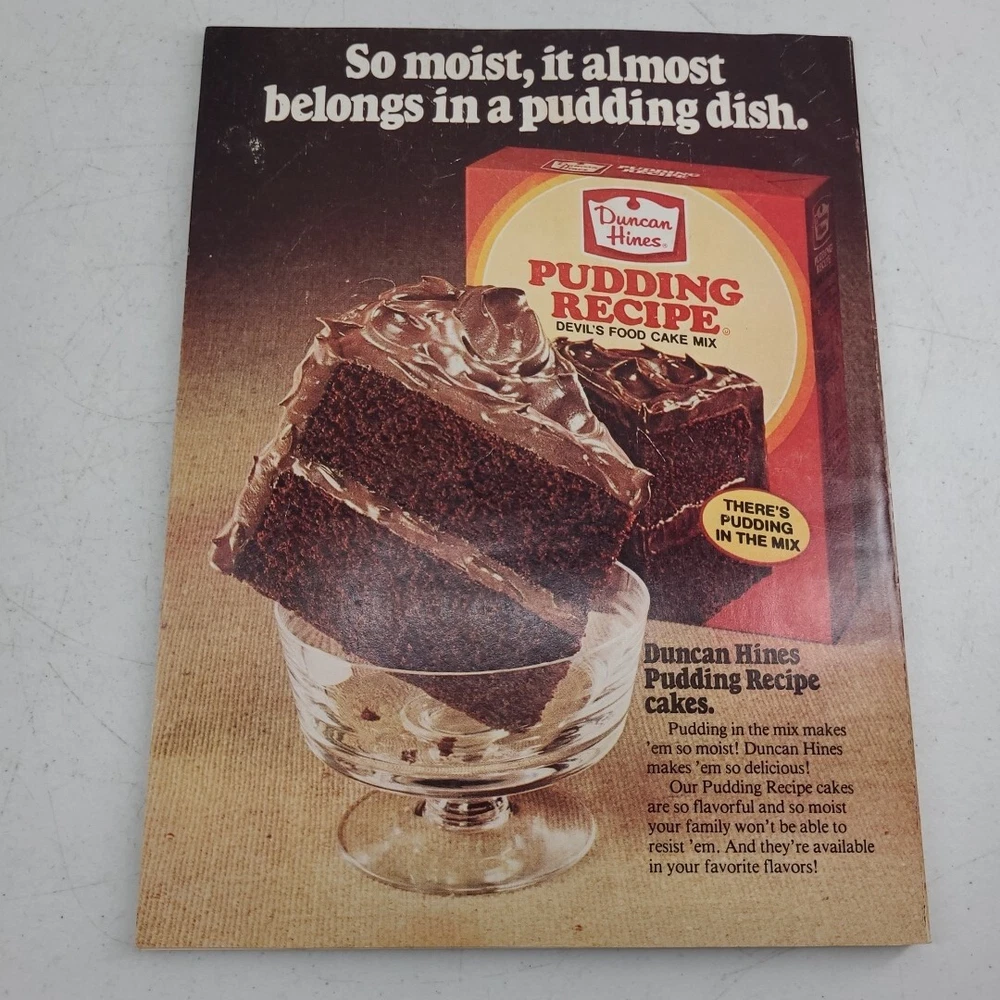 So moist, it almost
belongs in a pudding dish.
PUDDING
RECIPE
Duncan
Hines®
PUDDING
RECIPE®
DEVIL'S FOOD CAKE MIX
THERE'S
PUDDING
IN THE MIX
Duncan Hines
Pudding Recipe
cakes.
Pudding in the mix makes
'em so moist! Duncan Hines
makes 'em so delicious!
Our Pudding Recipe cakes
are so flavorful and so moist
your family won't be able to
resist 'em. And they're available
in your favorite flavors!